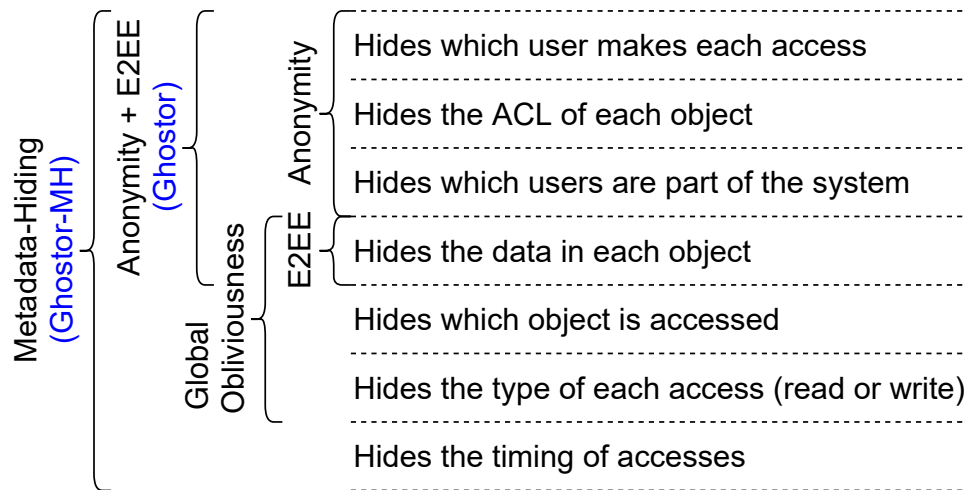 Metadata-Hiding
(Ghostor-MH)
Anonymity + E2EE
(Ghostor)
Global
Obliviousness
Anonymity
E2EE
Hides which user makes each access
Hides the ACL of each object
Hides which users are part of the system
Hides the data in each object
Hides which object is accessed
Hides the type of each access (read or write)
Hides the timing of accesses